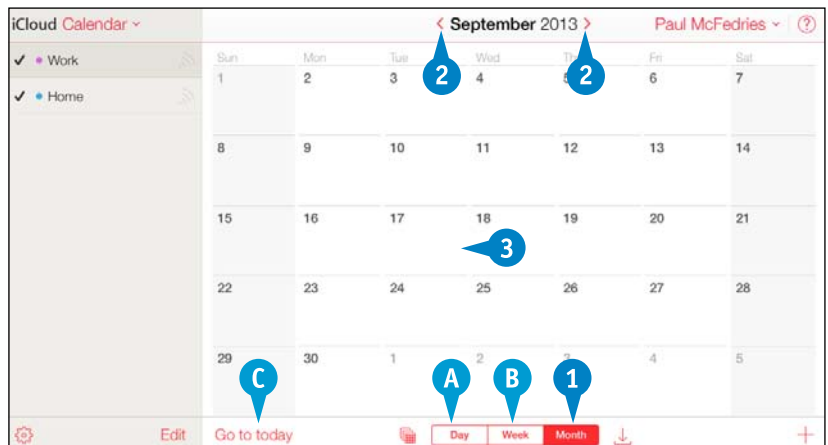 iCloud Calendar September 2013 Paul McFedries ?
Work
Home
Sun Mon Tue Wed Fri Sat
2 2
1 2 3 4 5 6 7
8 9 10 11 12 13 14
15 16 17 18 19 20 21
3
22 23 24 25 26 27 28
29 30 1 2 3 4 5
C A B 1
Edit Go to today Day Week Month